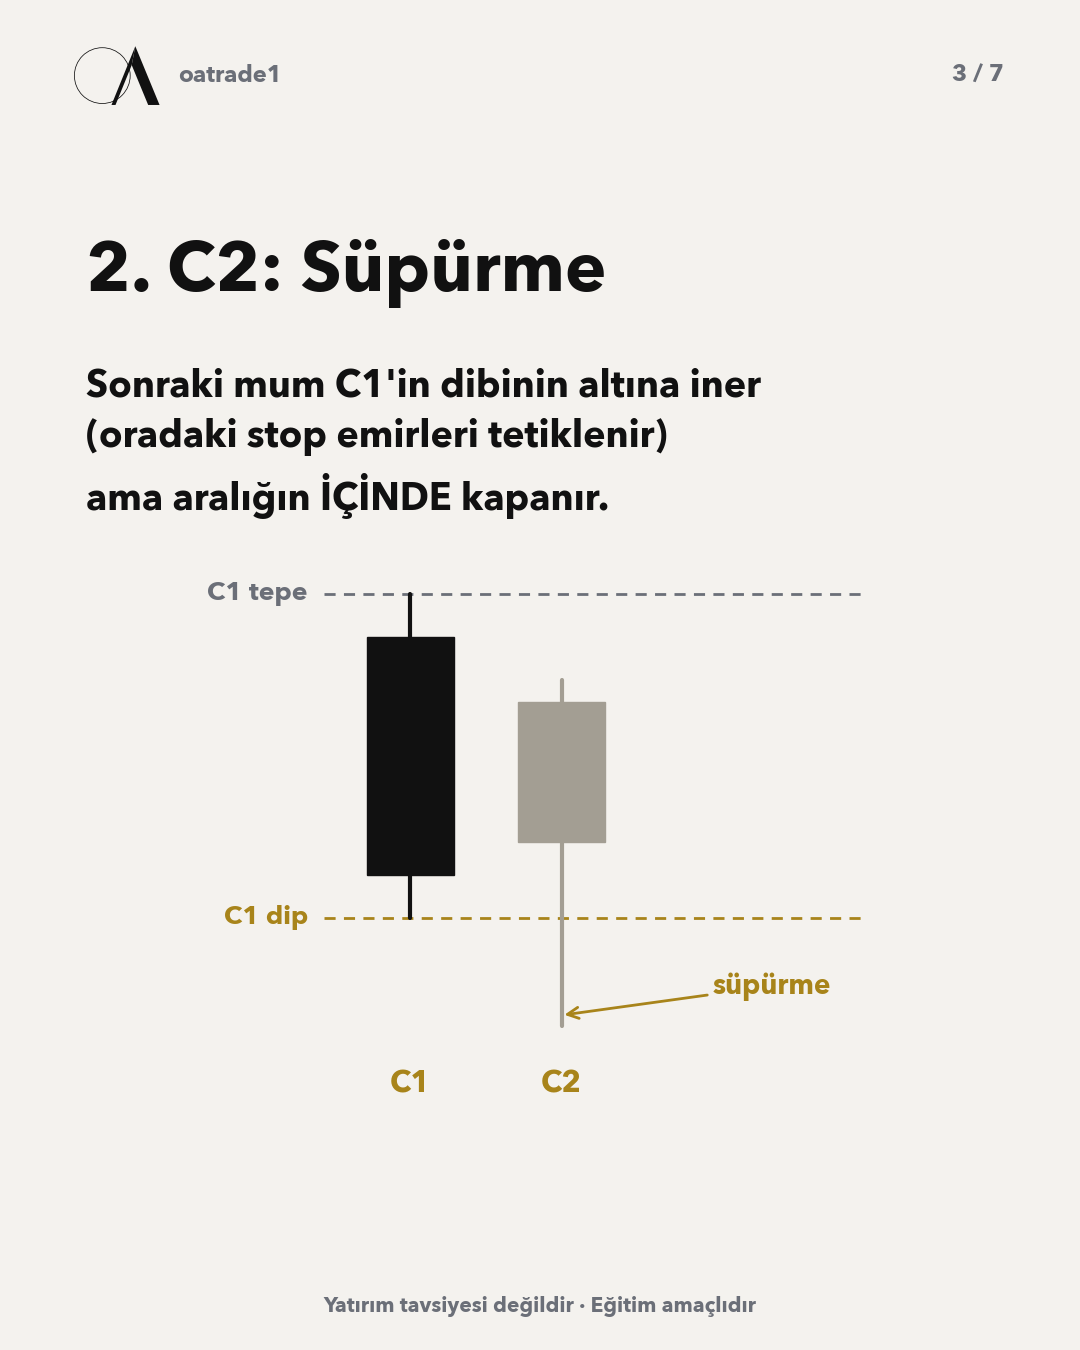 oatrade1
3 / 7
2. C2: Süpürme
Sonraki mum C1'in dibinin altına iner
(oradaki stop emirleri tetiklenir)
ama aralığın İÇİNDE kapanır.
C1 tepe
C1 dip
süpürme
C1
C2
Yatırım tavsiyesi değildir · Eğitim amaçlıdır